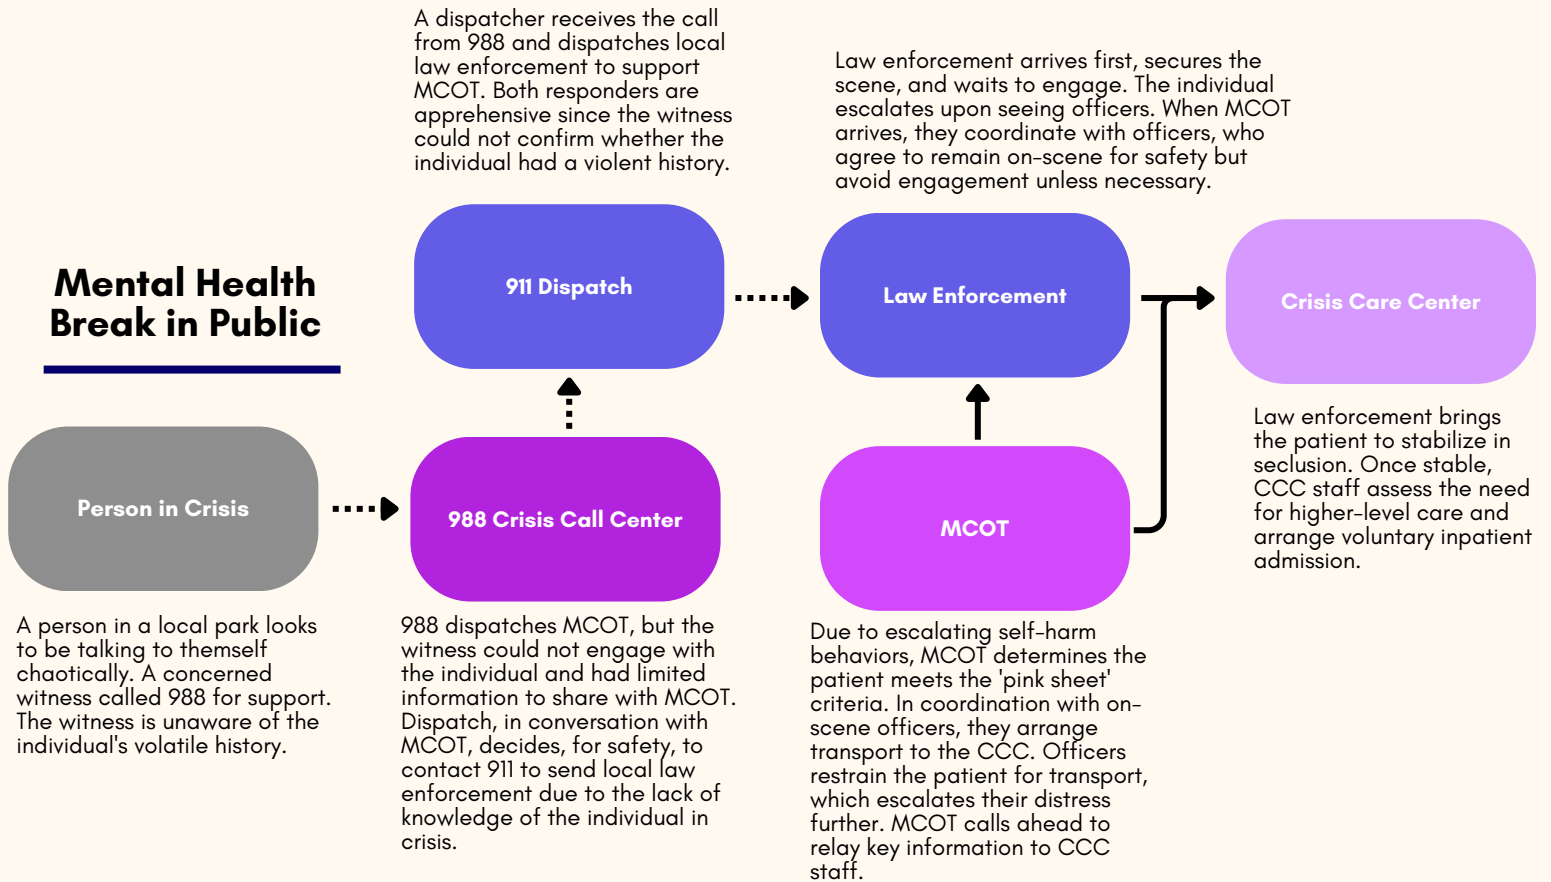 Mental Health
Break in Public
Person in Crisis
A person in a local park looks
to be talking to themself
chaotically. A concerned
witness called 988 for support.
The witness is unaware of the
individual's volatile history.
988 Crisis Call Center
988 dispatches MCOT, but the
witness could not engage with
the individual and had limited
information to share with MCOT.
Dispatch, in conversation with
MCOT, decides, for safety, to
contact 911 to send local law
enforcement due to the lack of
knowledge of the individual in
crisis.
A dispatcher receives the call
from 988 and dispatches local
law enforcement to support
MCOT. Both responders are
apprehensive since the witness
could not confirm whether the
individual had a violent history.
911 Dispatch
Law enforcement arrives first, secures the
scene, and waits to engage. The individual
escalates upon seeing officers. When MCOT
arrives, they coordinate with officers, who
agree to remain on-scene for safety but
avoid engagement unless necessary.
Law Enforcement
MCOT
Due to escalating self-harm
behaviors, MCOT determines the
patient meets the 'pink sheet'
criteria. In coordination with on-
scene officers, they arrange
transport to the CCC. Officers
restrain the patient for transport,
which escalates their distress
further. MCOT calls ahead to
relay key information to CCC
staff.
Crisis Care Center
Law enforcement brings
the patient to stabilize in
seclusion. Once stable,
CCC staff assess the need
for higher-level care and
arrange voluntary inpatient
admission.